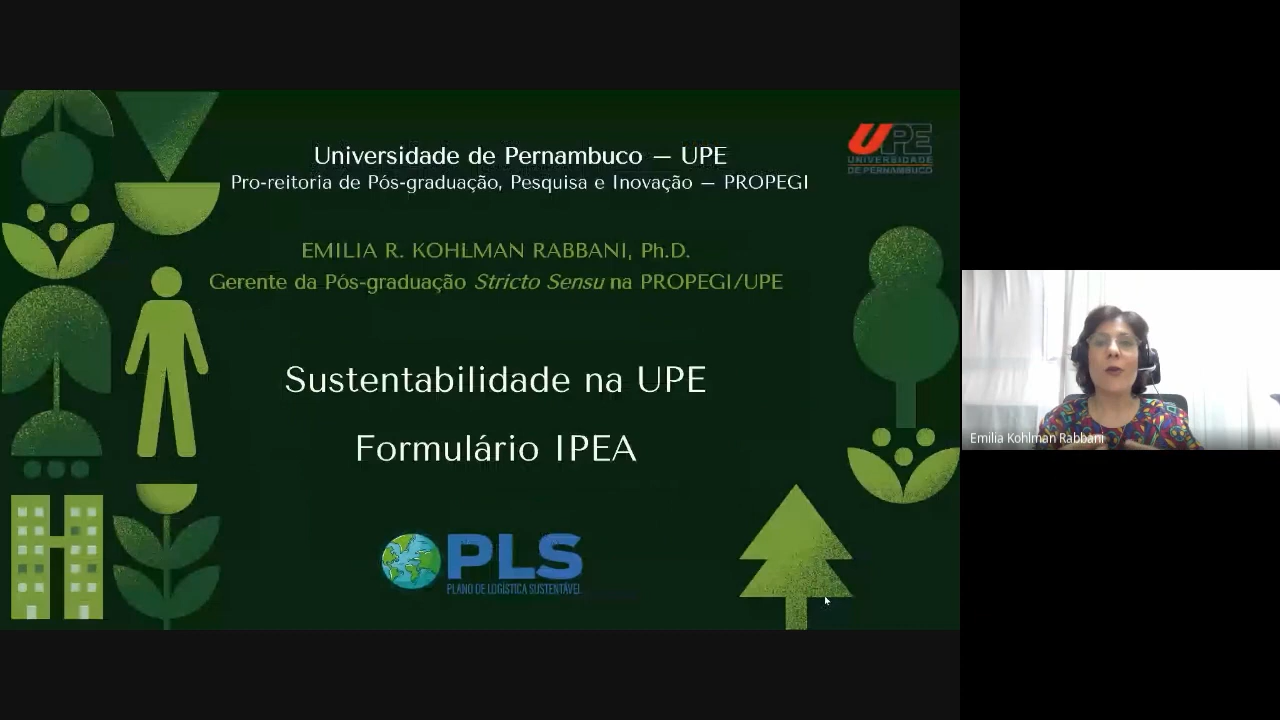 Universidade de Pernambuco – UPE
Pro-reitoria de Pós-graduação, Pesquisa e Inovação – PROPEGI
UPE
UNIVERSIDADE
DE PERNAMBUCO
EMILIA R. KOHLMAN RABBANI, Ph.D.
Gerente da Pós-graduação Stricto Sensu na PROPEGI/UPE
Sustentabilidade na UPE
Formulário IPEA
PLS
PLANO DE LOGÍSTICA SUSTENTÁVEL
Emilia Kohlman Rabbani